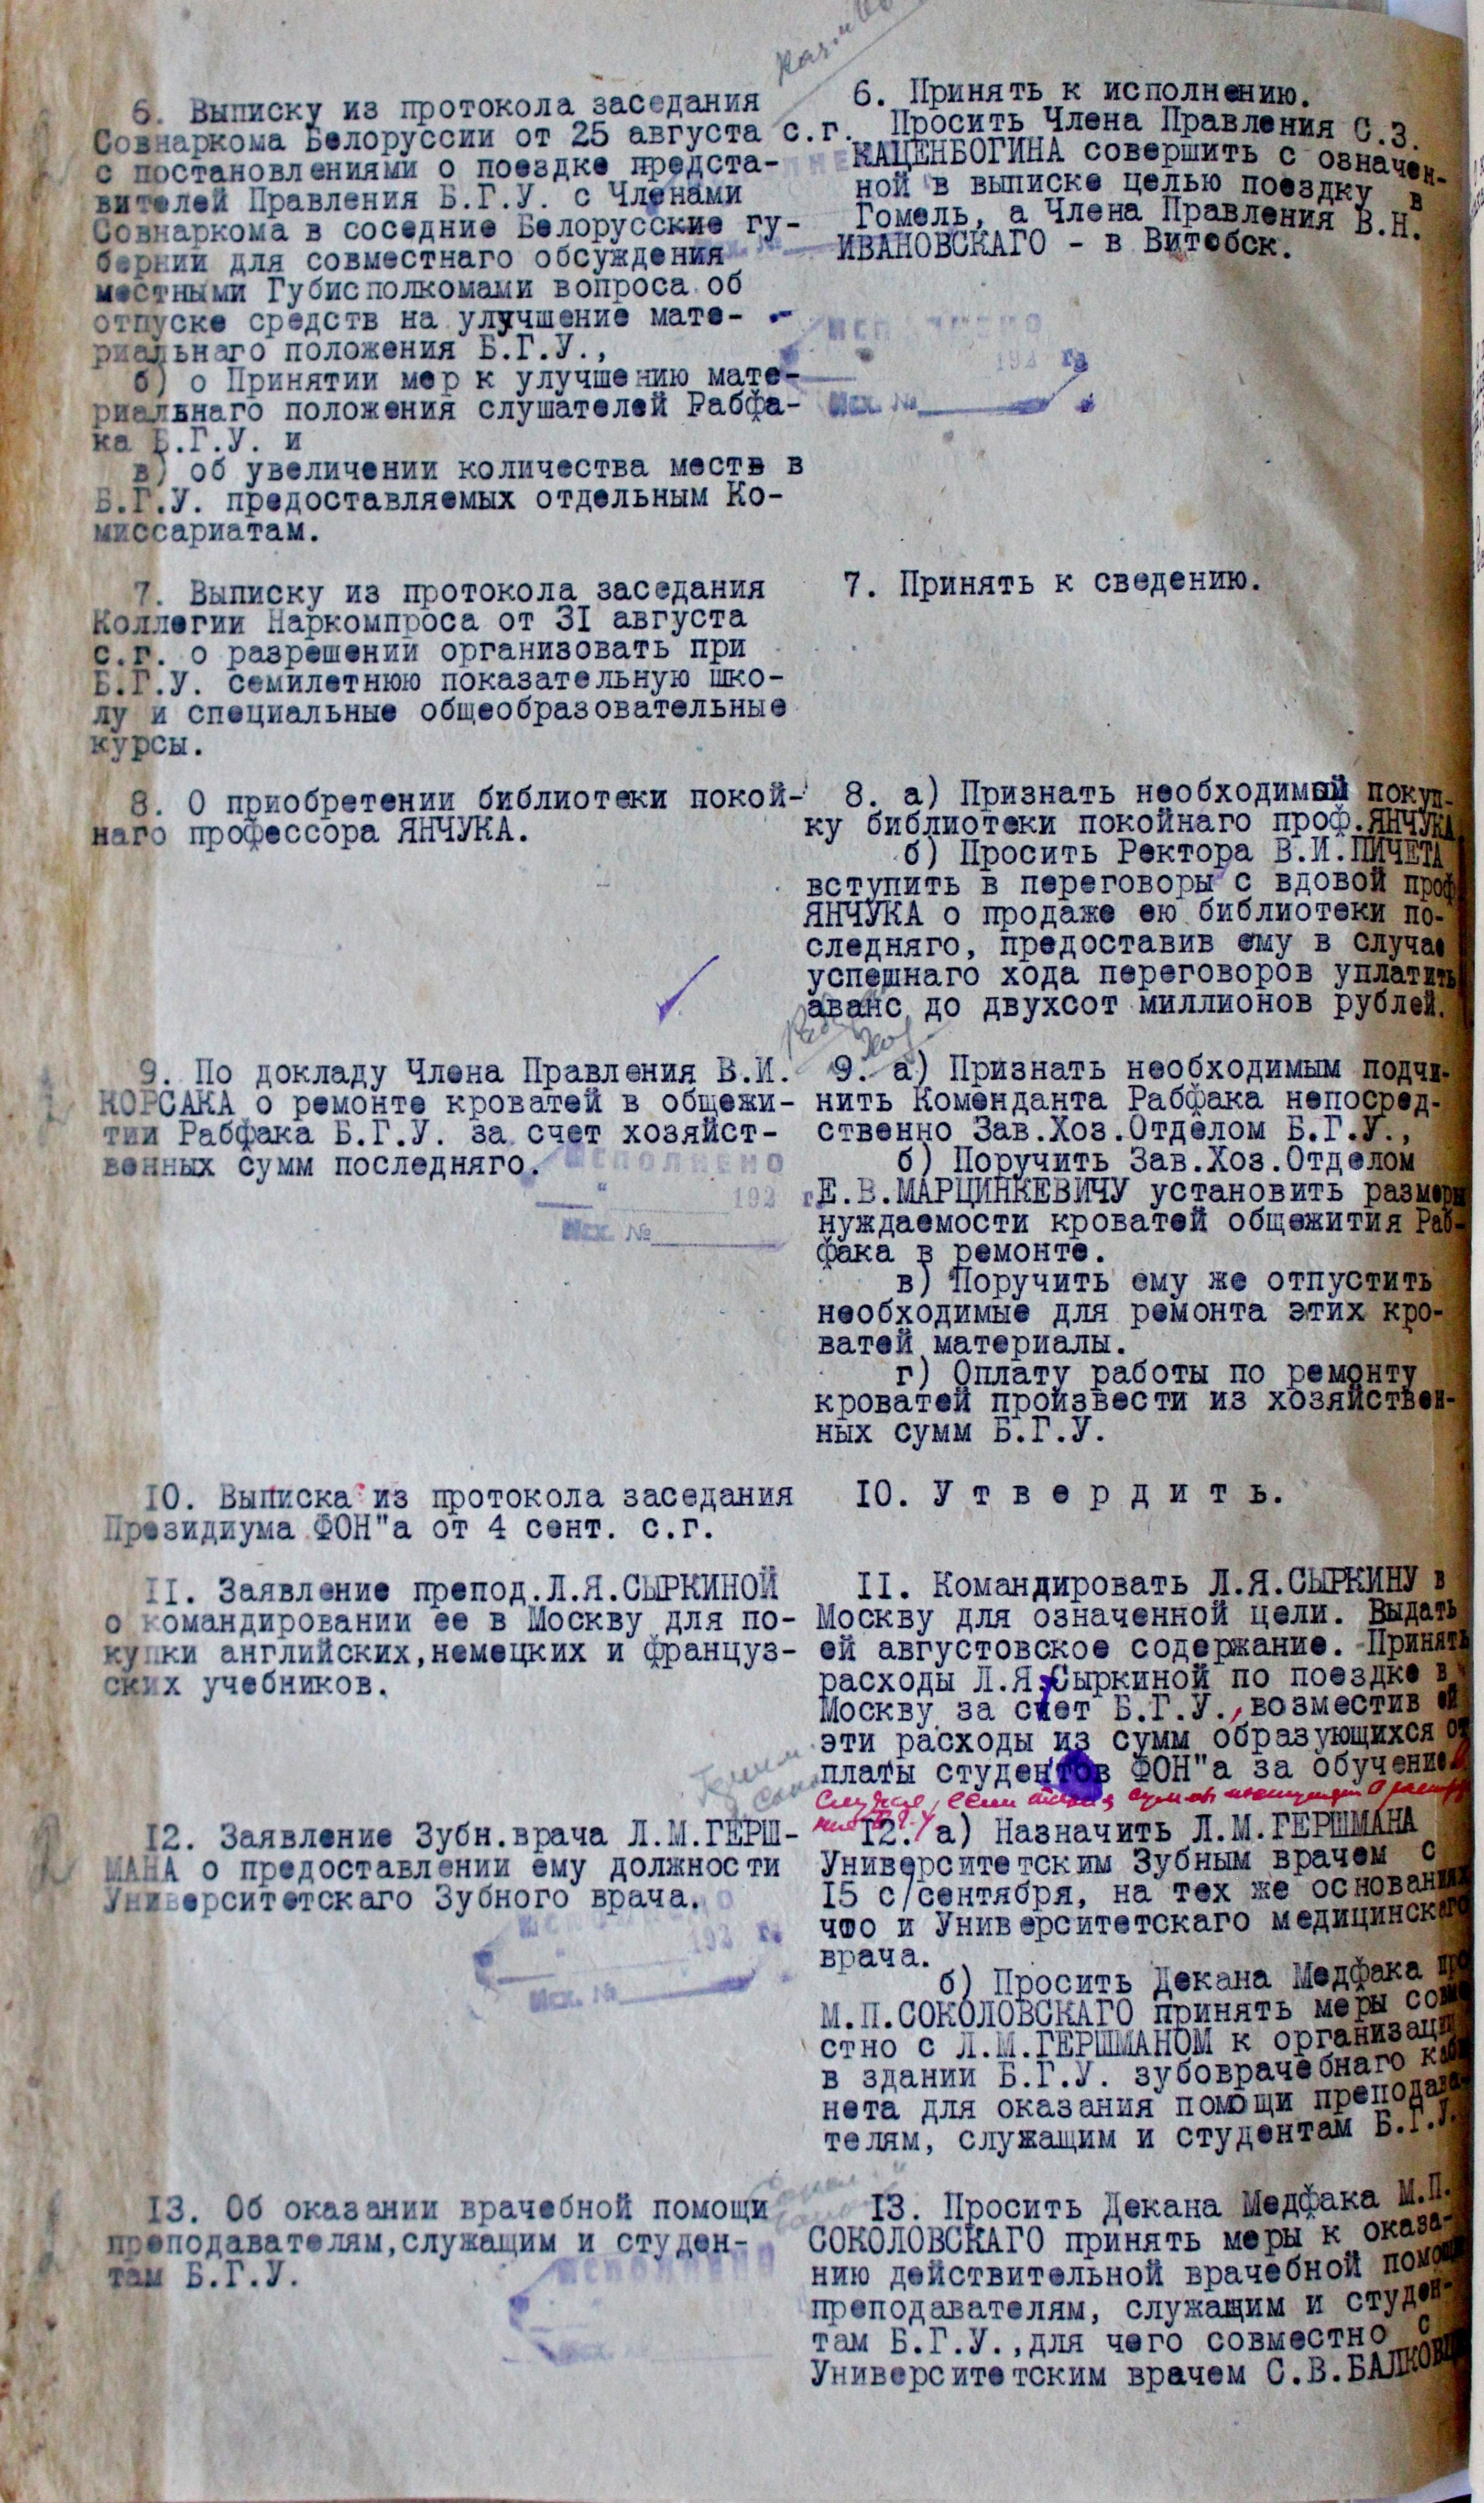 6. Выписку из протокола заседания
Совнаркома Белоруссии от 25 августа с.г.
с постановлениями о поездке предста-
вителей Правления Б.Г.У. с Членами
Совнаркома в соседние Белорусские гу-
бернии для совместнаго обсуждения
местными Губисполкомами вопроса об
отпуске средств на улучшение мате-
риальнаго положения Б.Г.У.,
б) о Принятии мер к улучшению мате-
риальнаго положения слушателей Рабфа-
ка Б.Г.У. и
в) об увеличении количества места в
Б.Г.У. предоставляемых отдельным Ко-
миссариатам.
6. Принять к исполнению.
Просить Члена Правления С.З.
КАЦЕНБОГИНА совершить с означен-
ной в выписке целью поездку в
Гомель, а Члена Правления В.Н.
ИВАНОВСКАГО - в Витебск.
192 г.
Исх. №
7. Выписку из протокола заседания
Коллегии Наркомпроса от 31 августа
с.г. о разрешении организовать при
Б.Г.У. семилетнюю показательную шко-
лу и специальные общеобразовательные
курсы.
7. Принять к сведению.
8. О приобретении библиотеки покой-
наго профессора ЯНЧУКА.
8. а) Признать необходимой покуп-
ку библиотеки покойнаго проф.ЯНЧУКА
б) Просить Ректора В.И.ПИЧЕТА
вступить в переговоры с вдовой проф
ЯНЧУКА о продаже ею библиотеки по-
следняго, предоставив ему в случае
успешнаго хода переговоров уплатить
аванс до двухсот миллионов рублей.
9. По докладу Члена Правления В.И.
КОРСАКА о ремонте кроватей в общежи-
тии Рабфака Б.Г.У. за счет хозяйст-
венных сумм последняго.
Исполнено
192 г.
Исх. №
9. а) Признать необходимым подчи-
нить Коменданта Рабфака непосред-
ственно Зав.Хоз.Отделом Б.Г.У.,
б) Поручить Зав.Хоз.Отделом
Е.В.МАРЦИНКЕВИЧУ установить размеры
нуждаемости кроватей общежития Раб-
фака в ремонте.
в) Поручить ему же отпустить
необходимые для ремонта этих кро-
ватей материалы.
г) Оплату работы по ремонту
кроватей произвести из хозяйствен-
ных сумм Б.Г.У.
10. Выписка из протокола заседания
Президиума ФОН"а от 4 сент. с.г.
10. У т в е р д и т ь.
11. Заявление препод.Л.Я.СЫРКИНОЙ
о командировании ее в Москву для по-
купки английских,немецких и француз-
ских учебников.
11. Командировать Л.Я.СЫРКИНУ в
Москву для означенной цели. Выдать
ей августовское содержание. Принять
расходы Л.Я.Сыркиной по поездке в
Москву за счет Б.Г.У., возместив ей
эти расходы из сумм образующихся от
платы студентов ФОН"а за обучение в
случае, если
12. Заявление Зубн.врача Л.М.ГЕРШ-
МАНА о предоставлении ему должности
Университетскаго Зубного врача.
192 г.
Исх. №
12. а) Назначить Л.М.ГЕРШМАНА
Университетским Зубным врачем с
15 с/сентября, на тех же основаниях
что и Университетскаго медицинскаго
врача.
б) Просить Декана Медфака
М.П.СОКОЛОВСКАГО принять меры совме
стно с Л.М.ГЕРШМАНОМ к организации
в здании Б.Г.У. зубоврачебнаго каби
нета для оказания помощи преподава-
телям, служащим и студентам Б.Г.У.
13. Об оказании врачебной помощи
преподавателям,служащим и студен-
там Б.Г.У.
Исполнено
13. Просить Декана Медфака М.П.
СОКОЛОВСКАГО принять меры к оказа-
нию действительной врачебной помощи
преподавателям, служащим и студен-
там Б.Г.У.,для чего совместно с
Университетским врачем С.В.БАЛКОВЕ